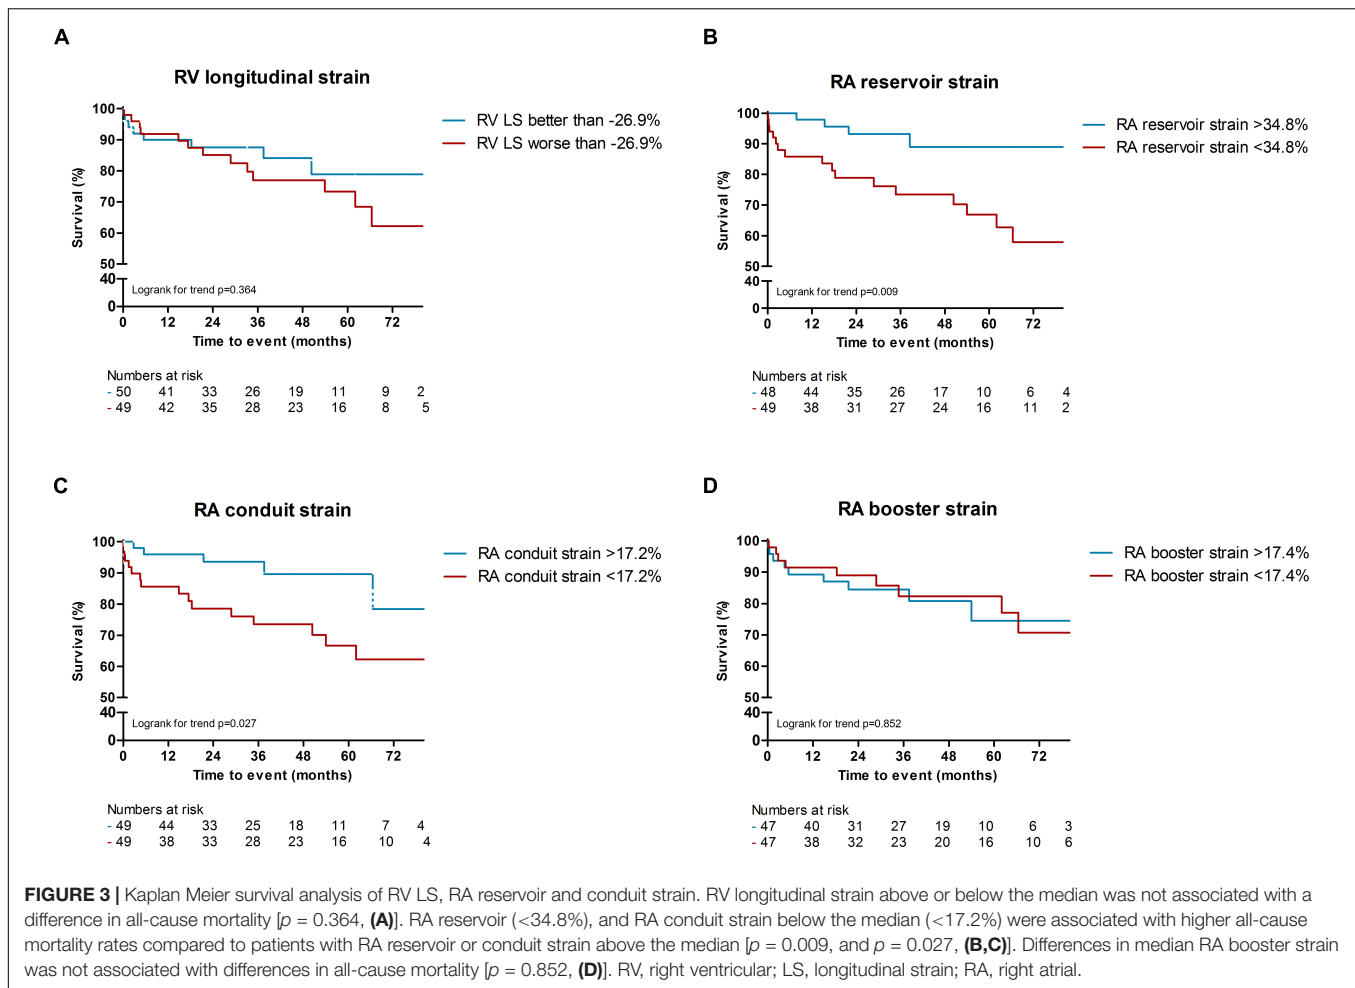 A
RV longitudinal strain
100
90
80
70
60
50
40
0
Survival (%)
RV LS better than -26.9%
RV LS worse than -26.9%
Logrank for trend p=0.364
0 12 24 36 48 60 72
Time to event (months)
Numbers at risk
- 50 41 33 26 19 11 9 2
- 49 42 35 28 23 16 8 5
B
RA reservoir strain
100
90
80
70
60
50
40
0
Survival (%)
RA reservoir strain >34.8%
RA reservoir strain <34.8%
Logrank for trend p=0.009
0 12 24 36 48 60 72
Time to event (months)
Numbers at risk
- 48 44 35 26 17 10 6 4
- 49 38 31 27 24 16 11 2
C
RA conduit strain
100
90
80
70
60
50
40
0
Survival (%)
RA conduit strain >17.2%
RA conduit strain <17.2%
Logrank for trend p=0.027
0 12 24 36 48 60 72
Time to event (months)
Numbers at risk
- 49 44 33 25 18 11 7 4
- 49 38 33 28 23 16 10 4
D
RA booster strain
100
90
80
70
60
50
40
0
Survival (%)
RA booster strain >17.4%
RA booster strain <17.4%
Logrank for trend p=0.852
0 12 24 36 48 60 72
Time to event (months)
Numbers at risk
- 47 40 31 27 19 10 6 3
- 47 38 32 23 20 16 10 6
FIGURE 3 | Kaplan Meier survival analysis of RV LS, RA reservoir and conduit strain. RV longitudinal strain above or below the median was not associated with a
difference in all-cause mortality [p = 0.364, (A)]. RA reservoir (<34.8%), and RA conduit strain below the median (<17.2%) were associated with higher all-cause
mortality rates compared to patients with RA reservoir or conduit strain above the median [p = 0.009, and p = 0.027, (B,C)]. Differences in median RA booster strain
was not associated with differences in all-cause mortality [p = 0.852, (D)]. RV, right ventricular; LS, longitudinal strain; RA, right atrial.